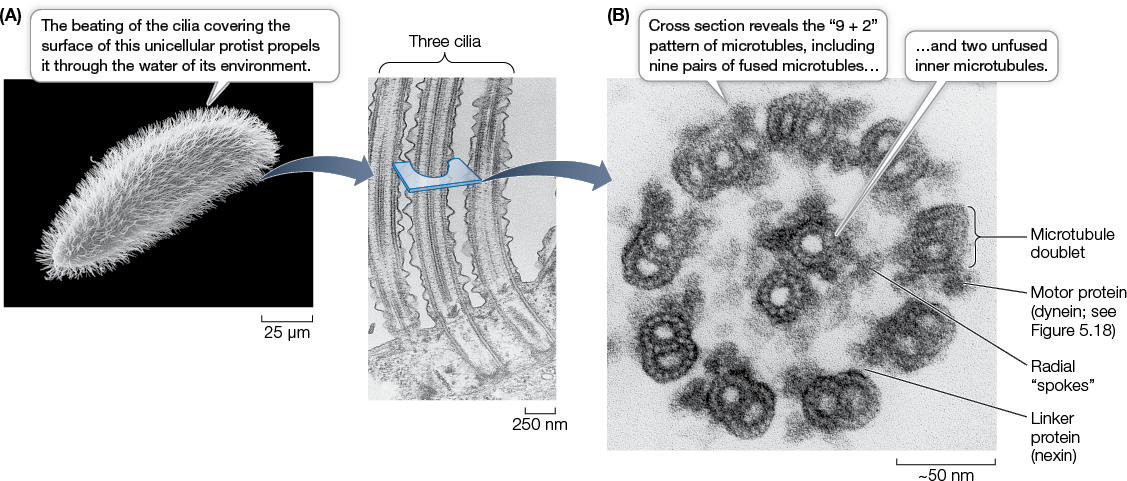 (A)
The beating of the cilia covering the
surface of this unicellular protist propels
it through the water of its environment.
25 µm
Three cilia
250 nm
(B)
Cross section reveals the “9 + 2”
pattern of microtubles, including
nine pairs of fused microtubles…
…and two unfused
inner microtubules.
Microtubule
doublet
Motor protein
(dynein; see
Figure 5.18)
Radial
“spokes”
Linker
protein
(nexin)
~50 nm